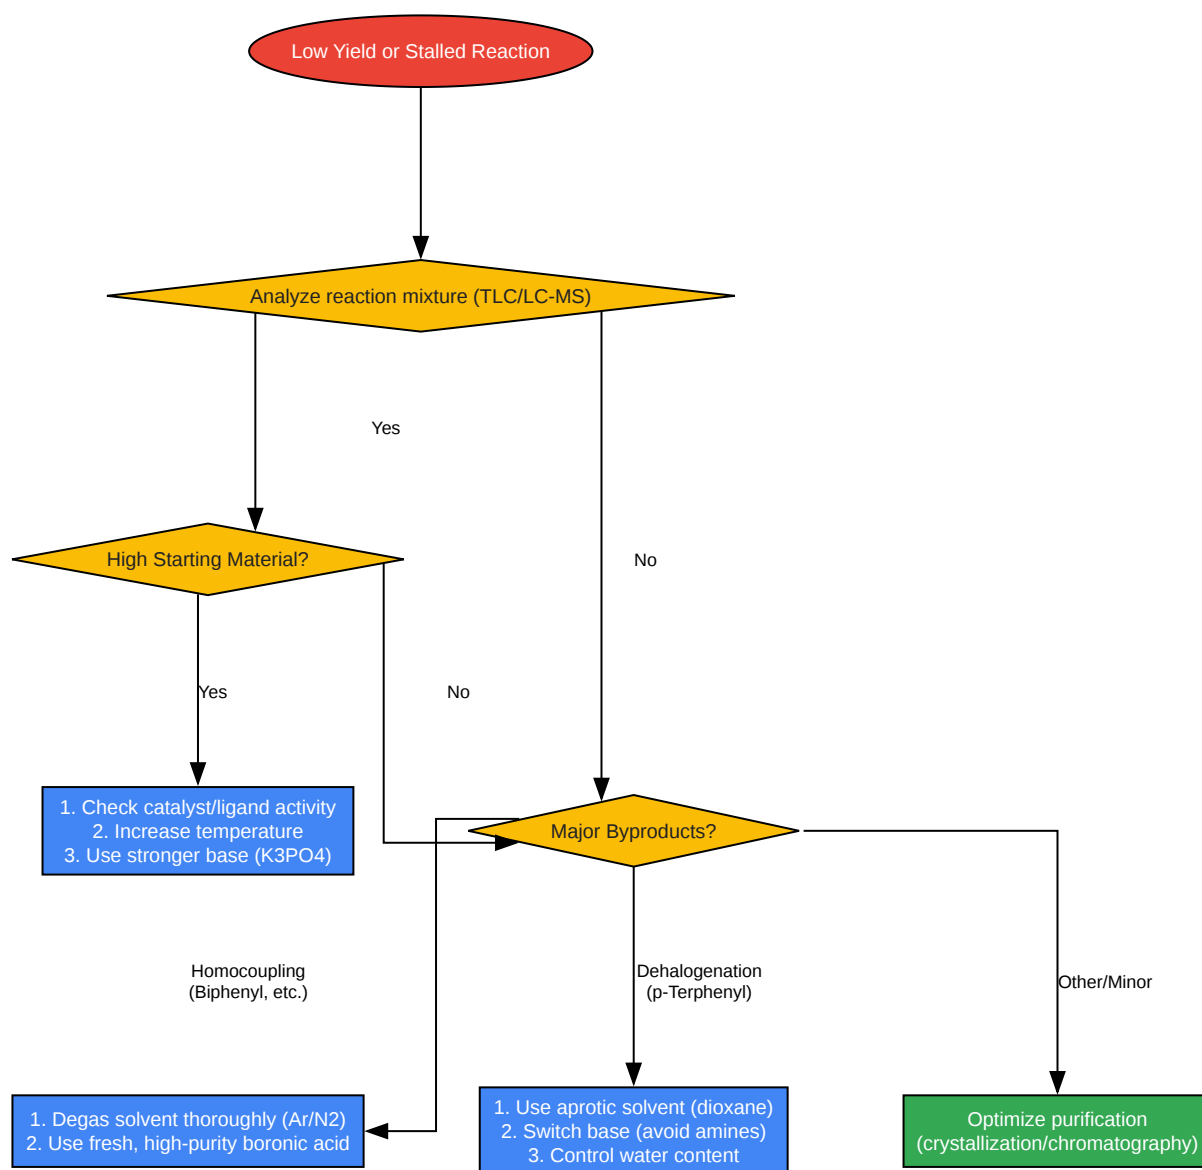 Low Yield or Stalled Reaction
Analyze reaction mixture (TLC/LC-MS)
Yes
High Starting Material?
No
Yes
No
1. Check catalyst/ligand activity
2. Increase temperature
3. Use stronger base (K3PO4)
Major Byproducts?
Homocoupling
(Biphenyl, etc.)
Dehalogenation
(p-Terphenyl)
Other/Minor
1. Degas solvent thoroughly (Ar/N2)
2. Use fresh, high-purity boronic acid
1. Use aprotic solvent (dioxane)
2. Switch base (avoid amines)
3. Control water content
Optimize purification
(crystallization/chromatography)